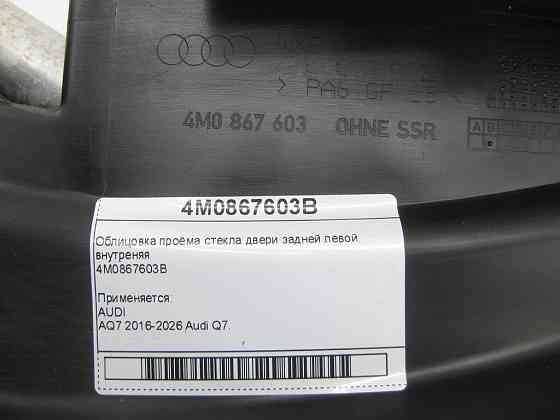 > PA6 GF
4M0 867 603 OHNE SSR
4M0867603B
Облицовка проёма стекла двери задней левой
внутреняя
4M0867603B
Применяется:
AUDI
AQ7 2016-2026 Audi Q7